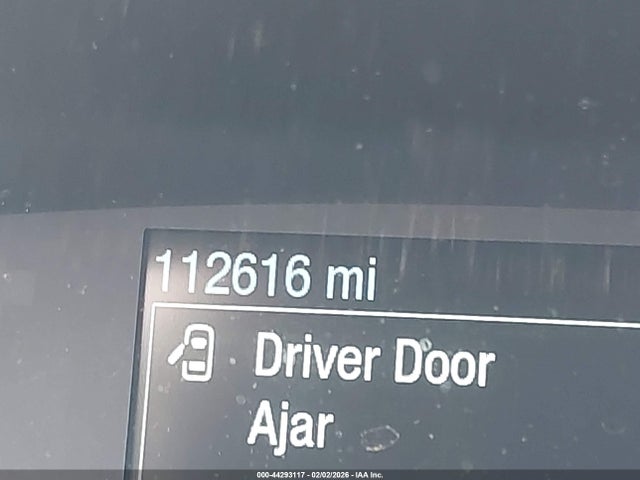 112616 mi
Driver Door
Ajar
000-44293117 - 02/02/2026 - IAA Inc.